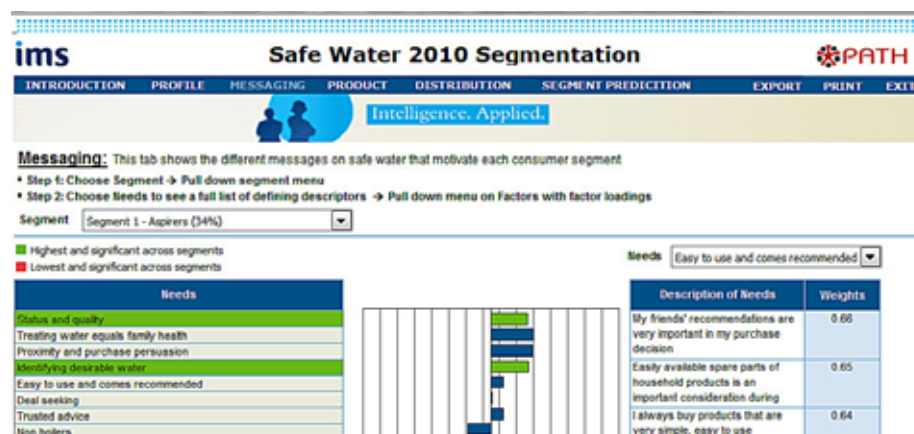 ims
Safe Water 2010 Segmentation
PATH
INTRODUCTION PROFILE MESSAGING PRODUCT DISTRIBUTION SEGMENT PREDICITION EXPORT PRINT EXIT
Intelligence. Applied.
Messaging: This tab shows the different messages on safe water that motivate each consumer segment
• Step 1: Choose Segment → Pull down segment menu
• Step 2: Choose Needs to see a full list of defining descriptors → Pull down menu on Factors with factor loadings
Segment Segment 1 - Aspirers (34%)
Highest and significant across segments
Lowest and significant across segments
Needs Easy to use and comes recommended
Needs
Status and quality
Treating water equals family health
Proximity and purchase persuasion
Identifying desirable water
Easy to use and comes recommended
Deal seeking
Trusted advice
Non boilers
Description of Needs Weights
My friends' recommendations are 0.66
very important in my purchase
decision
Easily available spare parts of 0.65
household products is an
important consideration during
I always buy products that are 0.64
very simple, easy to use